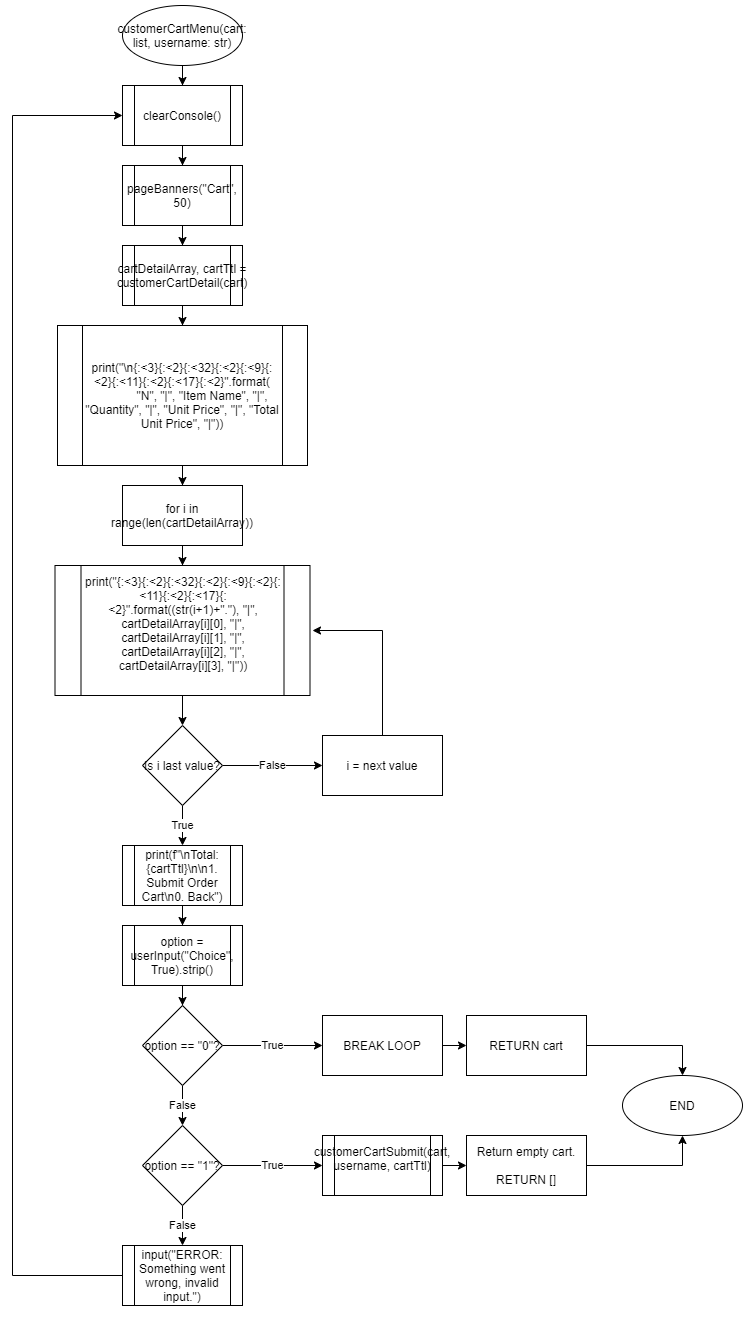 customerCartMenu(cart:
list, username: str)
clearConsole()
pageBanners("Cart",
50)
cartDetailArray, cartTtl =
customerCartDetail(cart)
print("\n{:<3}{:<2}{:<32}{:<2}{:<9}{:
<2}{:<11}{:<2}{:<17}{:<2}".format(
"N", "|", "Item Name", "|",
"Quantity", "|", "Unit Price", "|", "Total
Unit Price", "|"))
for i in
range(len(cartDetailArray))
print("{:<3}{:<2}{:<32}{:<2}{:<9}{:<2}{:
<11}{:<2}{:<17}{:
<2}".format((str(i+1)+"."), "|",
cartDetailArray[i][0], "|",
cartDetailArray[i][1], "|",
cartDetailArray[i][2], "|",
cartDetailArray[i][3], "|"))
Is i last value?
False
i = next value
True
print(f"\nTotal:
{cartTtl}\n\n1.
Submit Order
Cart\n0. Back")
option =
userInput("Choice",
True).strip()
option == "0"?
True
BREAK LOOP
RETURN cart
END
False
option == "1"?
True
customerCartSubmit(cart,
username, cartTtl)
Return empty cart.
RETURN []
False
input("ERROR:
Something went
wrong, invalid
input.")